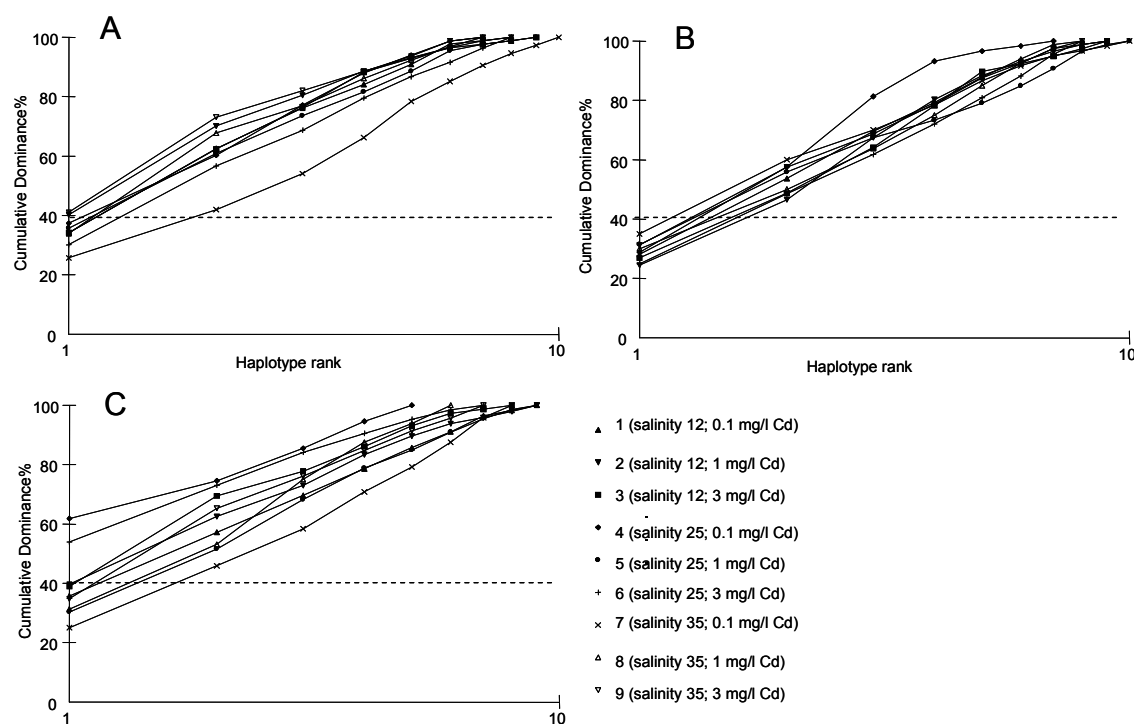 A
100
80
60
40
20
0
Cumulative Dominance%
1
10
Haplotype rank
B
100
80
60
40
20
0
Cumulative Dominance%
1
10
Haplotype rank
C
100
80
60
40
20
0
Cumulative Dominance%
1
10
1 (salinity 12; 0.1 mg/l Cd)
2 (salinity 12; 1 mg/l Cd)
3 (salinity 12; 3 mg/l Cd)
4 (salinity 25; 0.1 mg/l Cd)
5 (salinity 25; 1 mg/l Cd)
6 (salinity 25; 3 mg/l Cd)
7 (salinity 35; 0.1 mg/l Cd)
8 (salinity 35; 1 mg/l Cd)
9 (salinity 35; 3 mg/l Cd)